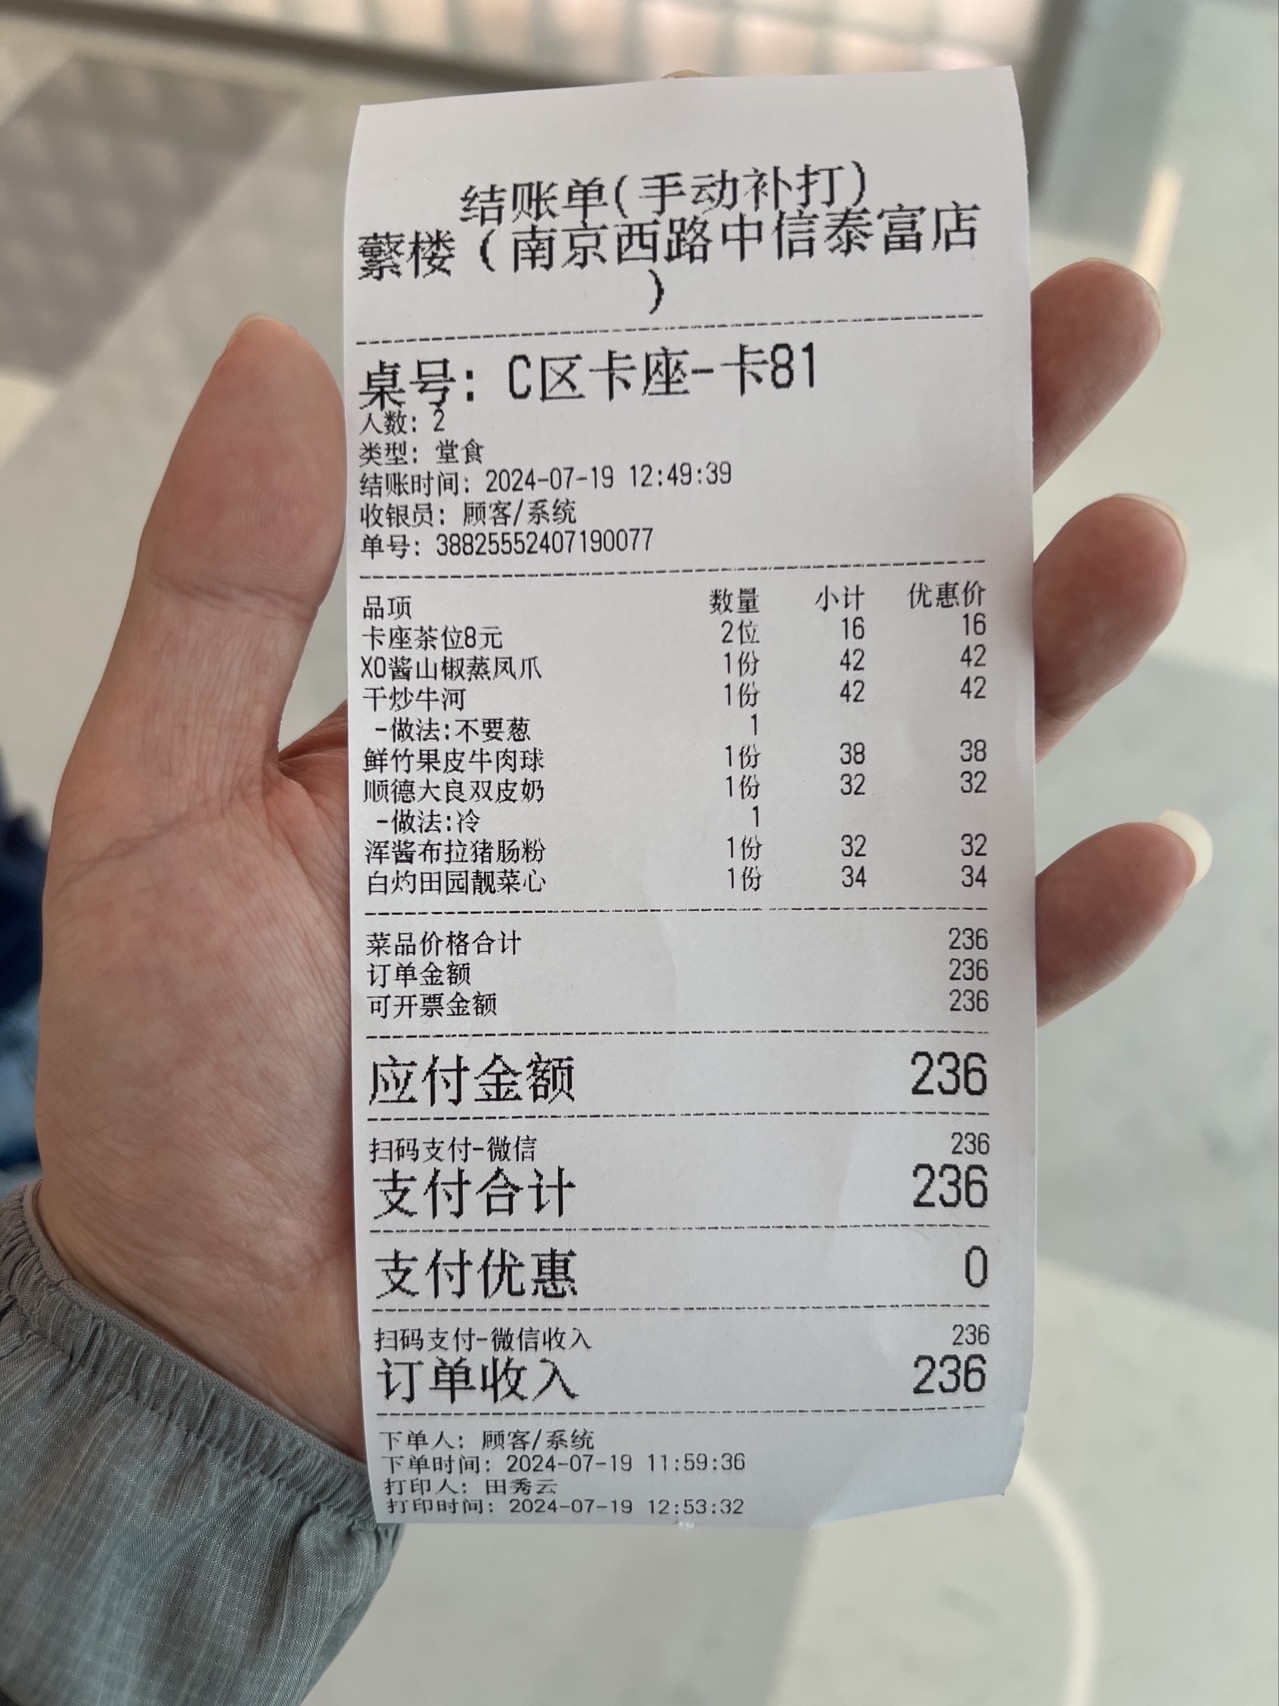 结账单(手动补打)
蘩楼（南京西路中信泰富店
）
桌号: C区卡座-卡81
人数: 2
类型: 堂食
结账时间: 2024-07-19 12:49:39
收银员: 顾客/系统
单号: 38825552407190077
品项 数量 小计 优惠价
卡座茶位8元 2位 16 16
XO酱山椒蒸凤爪 1份 42 42
干炒牛河 1份 42 42
-做法:不要葱 1
鲜竹果皮牛肉球 1份 38 38
顺德大良双皮奶 1份 32 32
-做法:冷 1
浑酱布拉猪肠粉 1份 32 32
白灼田园靓菜心 1份 34 34
菜品价格合计 236
订单金额 236
可开票金额 236
应付金额 236
扫码支付-微信 236
支付合计 236
支付优惠 0
扫码支付-微信收入 236
订单收入 236
下单人: 顾客/系统
下单时间: 2024-07-19 11:59:36
打印人: 田秀云
打印时间: 2024-07-19 12:53:32